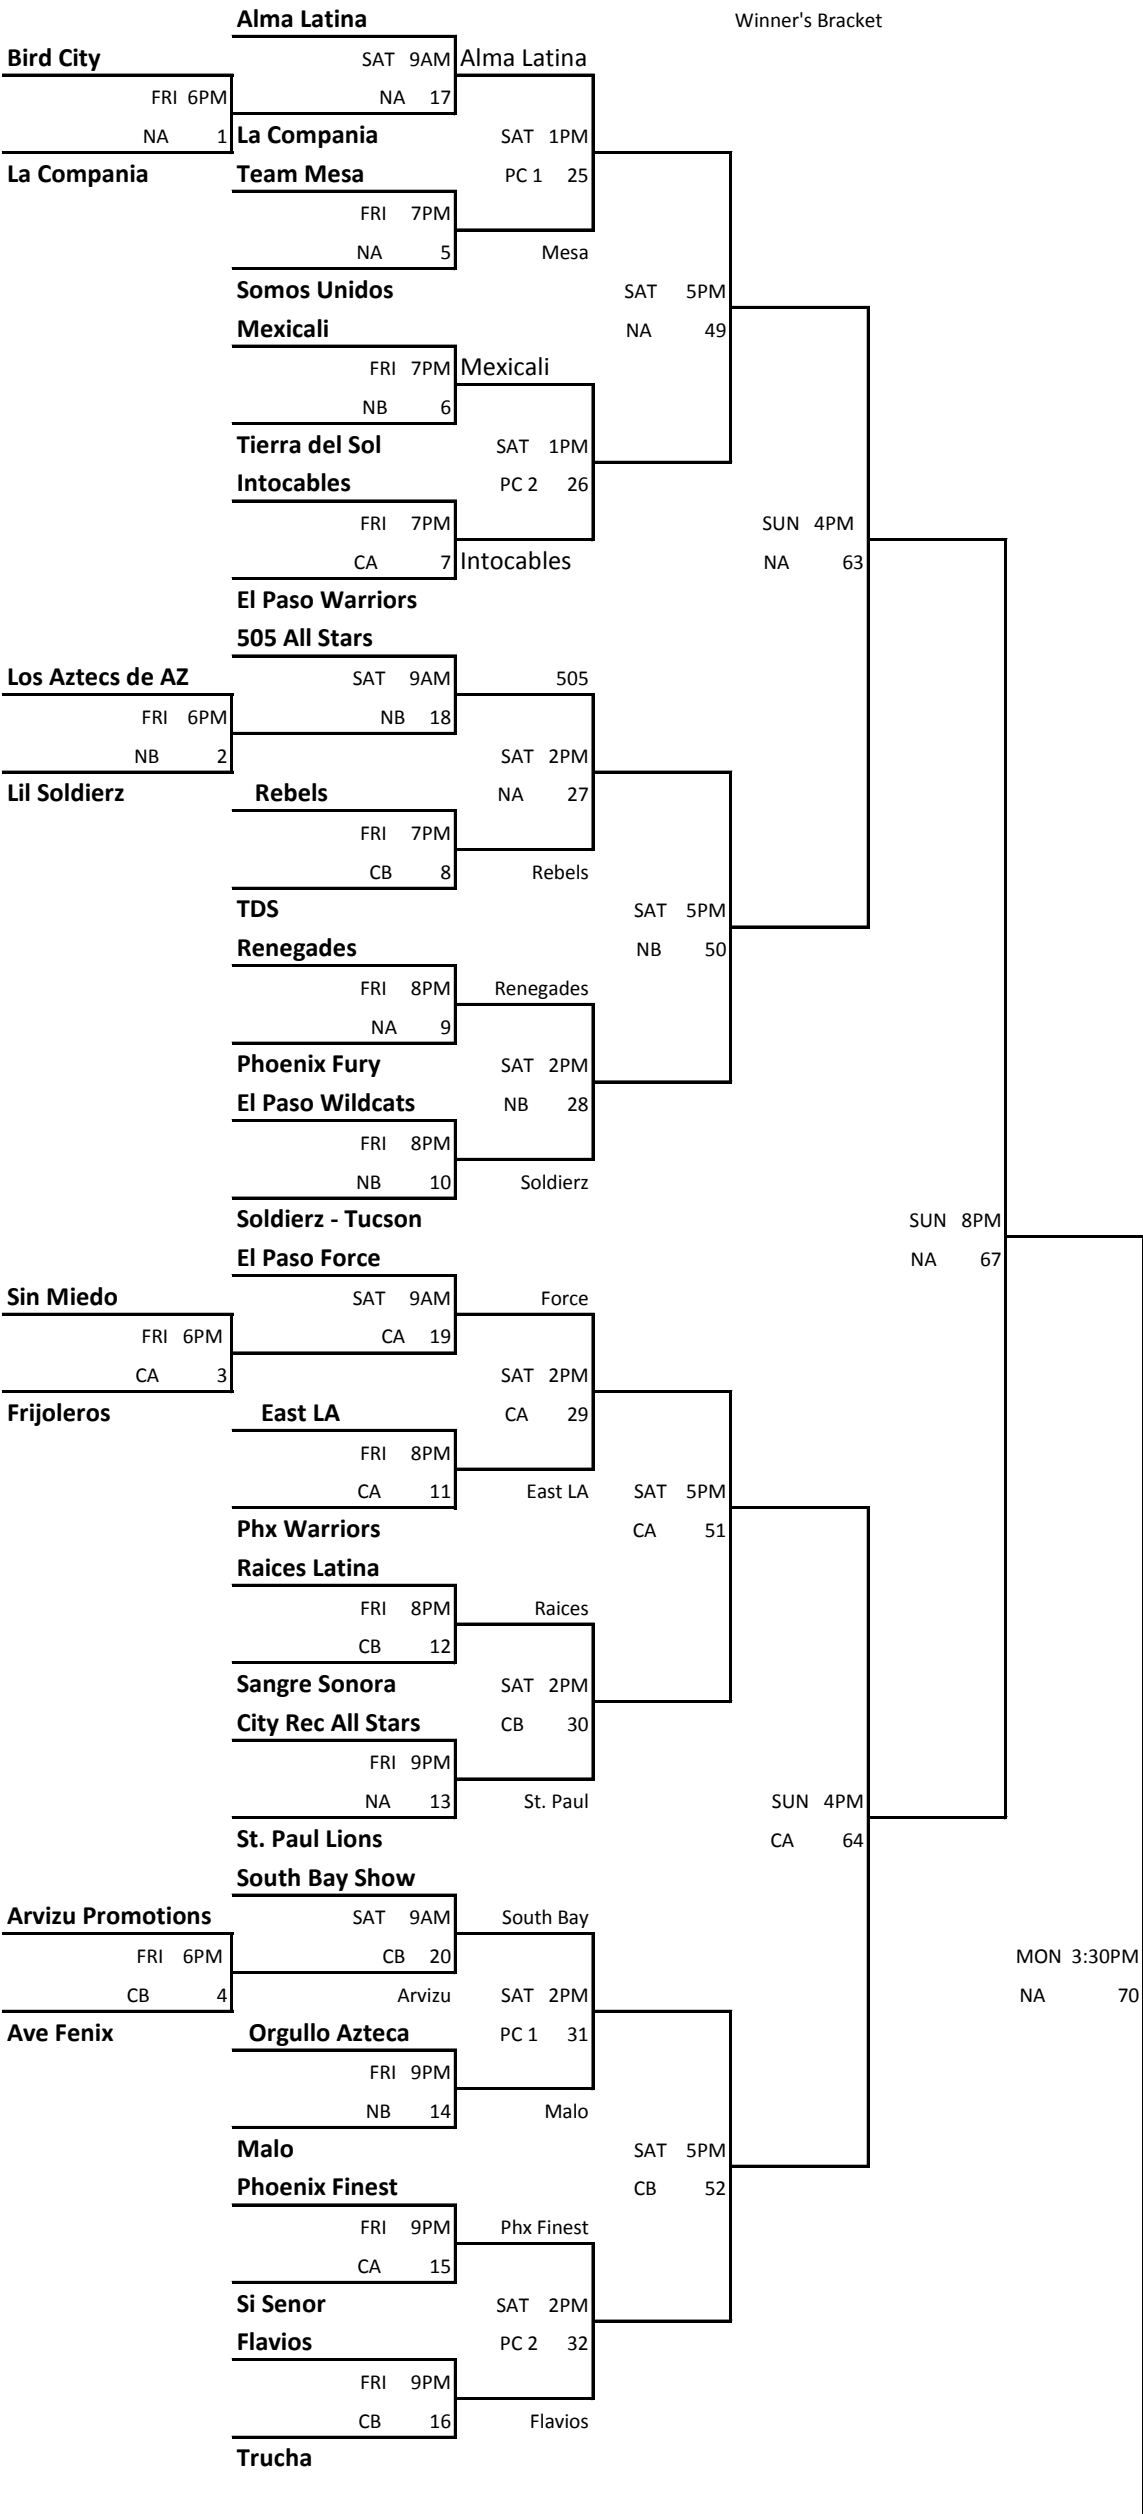 Alma Latina Winner's Bracket
Bird City SAT 9AM Alma Latina
FRI 6PM NA 17
NA 1 La Compania SAT 1PM
La Compania Team Mesa PC 1 25
FRI 7PM
NA 5 Mesa
Somos Unidos SAT 5PM
Mexicali NA 49
FRI 7PM Mexicali
NB 6
Tierra del Sol SAT 1PM
Intocables PC 2 26
FRI 7PM SUN 4PM
CA 7 Intocables NA 63
El Paso Warriors
505 All Stars
Los Aztecs de AZ SAT 9AM 505
FRI 6PM NB 18
NB 2 SAT 2PM
Lil Soldierz Rebels NA 27
FRI 7PM
CB 8 Rebels
TDS SAT 5PM
Renegades NB 50
FRI 8PM Renegades
NA 9
Phoenix Fury SAT 2PM
El Paso Wildcats NB 28
FRI 8PM
NB 10 Soldierz
Soldierz - Tucson SUN 8PM
El Paso Force NA 67
Sin Miedo SAT 9AM Force
FRI 6PM CA 19
CA 3 SAT 2PM
Frijoleros East LA CA 29
FRI 8PM
CA 11 East LA SAT 5PM
Phx Warriors CA 51
Raices Latina
FRI 8PM Raices
CB 12
Sangre Sonora SAT 2PM
City Rec All Stars CB 30
FRI 9PM
NA 13 St. Paul SUN 4PM
St. Paul Lions CA 64
South Bay Show
Arvizu Promotions SAT 9AM South Bay
FRI 6PM CB 20 MON 3:30PM
CB 4 Arvizu SAT 2PM NA 70
Ave Fenix Orgullo Azteca PC 1 31
FRI 9PM
NB 14 Malo
Malo SAT 5PM
Phoenix Finest CB 52
FRI 9PM Phx Finest
CA 15
Si Senor SAT 2PM
Flavios PC 2 32
FRI 9PM
CB 16 Flavios
Trucha